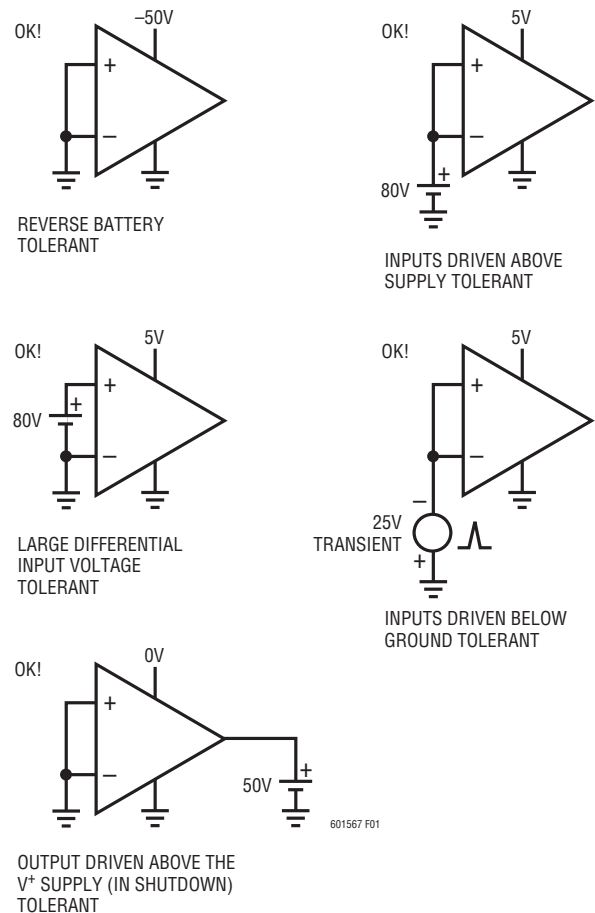 OK!
–50V
+
–
REVERSE BATTERY
TOLERANT
OK!
5V
+
–
+
80V
INPUTS DRIVEN ABOVE
SUPPLY TOLERANT
OK!
5V
+
+
80V
–
LARGE DIFFERENTIAL
INPUT VOLTAGE
TOLERANT
OK!
5V
+
–
–
25V
TRANSIENT
+
INPUTS DRIVEN BELOW
GROUND TOLERANT
OK!
0V
+
–
+
50V
601567 F01
OUTPUT DRIVEN ABOVE THE
V⁺ SUPPLY (IN SHUTDOWN)
TOLERANT